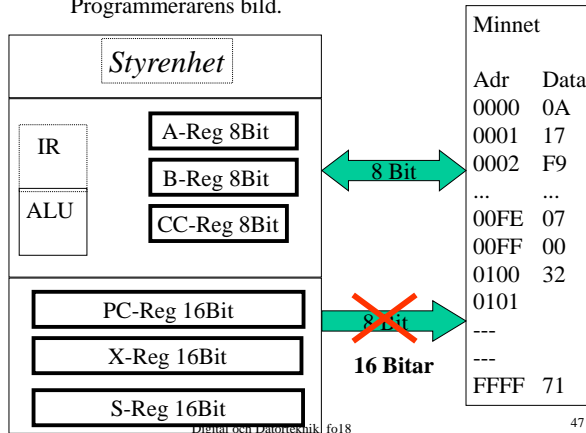 Programmerarens bild.
Styrenhet
IR
ALU
A-Reg 8Bit
B-Reg 8Bit
CC-Reg 8Bit
PC-Reg 16Bit
X-Reg 16Bit
S-Reg 16Bit
8 Bit
8 Bit
16 Bitar
Minnet
Adr Data
0000 0A
0001 17
0002 F9
... ...
00FE 07
00FF 00
0100 32
0101
---
---
FFFF 71
Digital och Datorteknik fo18
47